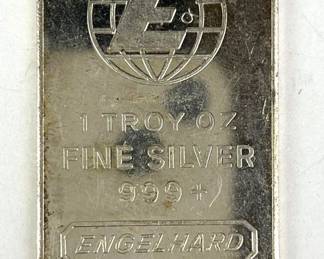 E
1 TROY OZ
FINE SILVER
999+
ENGELHARD